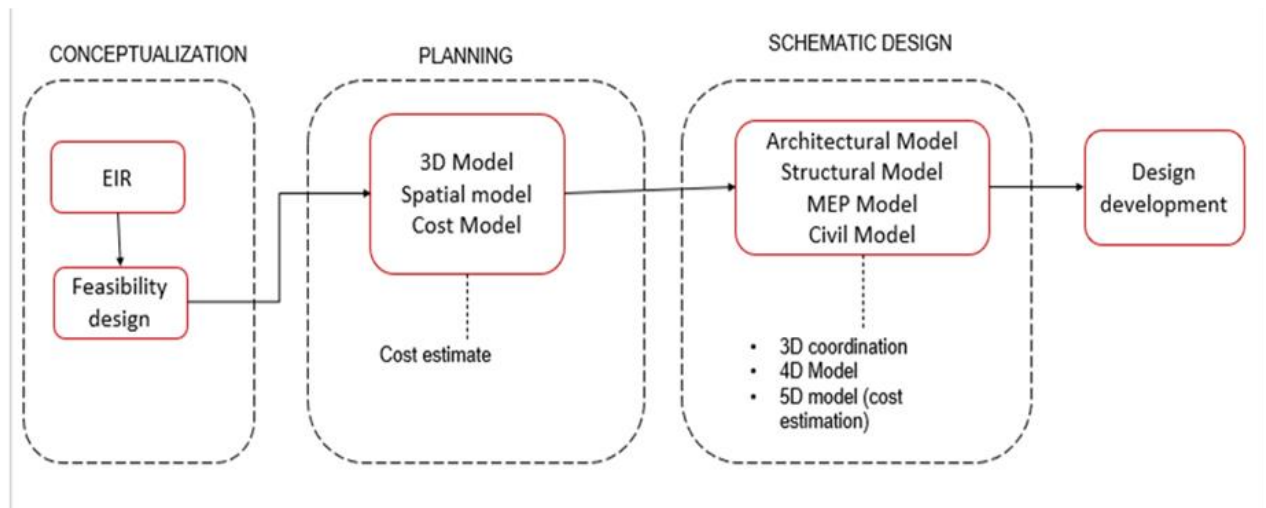 CONCEPTUALIZATION
EIR
Feasibility
design
PLANNING
3D Model
Spatial model
Cost Model
Cost estimate
SCHEMATIC DESIGN
Architectural Model
Structural Model
MEP Model
Civil Model
• 3D coordination
• 4D Model
• 5D model (cost
estimation)
Design
development